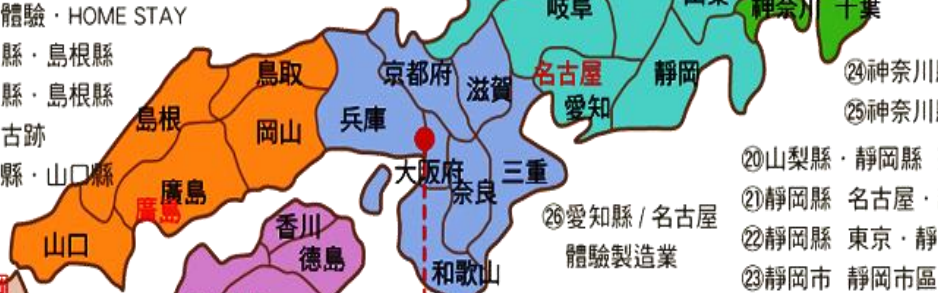 體驗・HOME STAY
縣・島根縣
縣・島根縣
古跡
縣・山口縣
岐阜
神奈川
千葉
鳥取
京都府
滋賀
名古屋
靜岡
愛知
島根
岡山
兵庫
大阪府
奈良
三重
廣島
廣島
山口
香川
德島
和歌山
㉔神奈川
㉕神奈川
⑳山梨縣・靜岡縣
㉑靜岡縣 名古屋・
㉒靜岡縣 東京・靜
㉓靜岡市 靜岡市區
㉖愛知縣/名古屋
體驗製造業